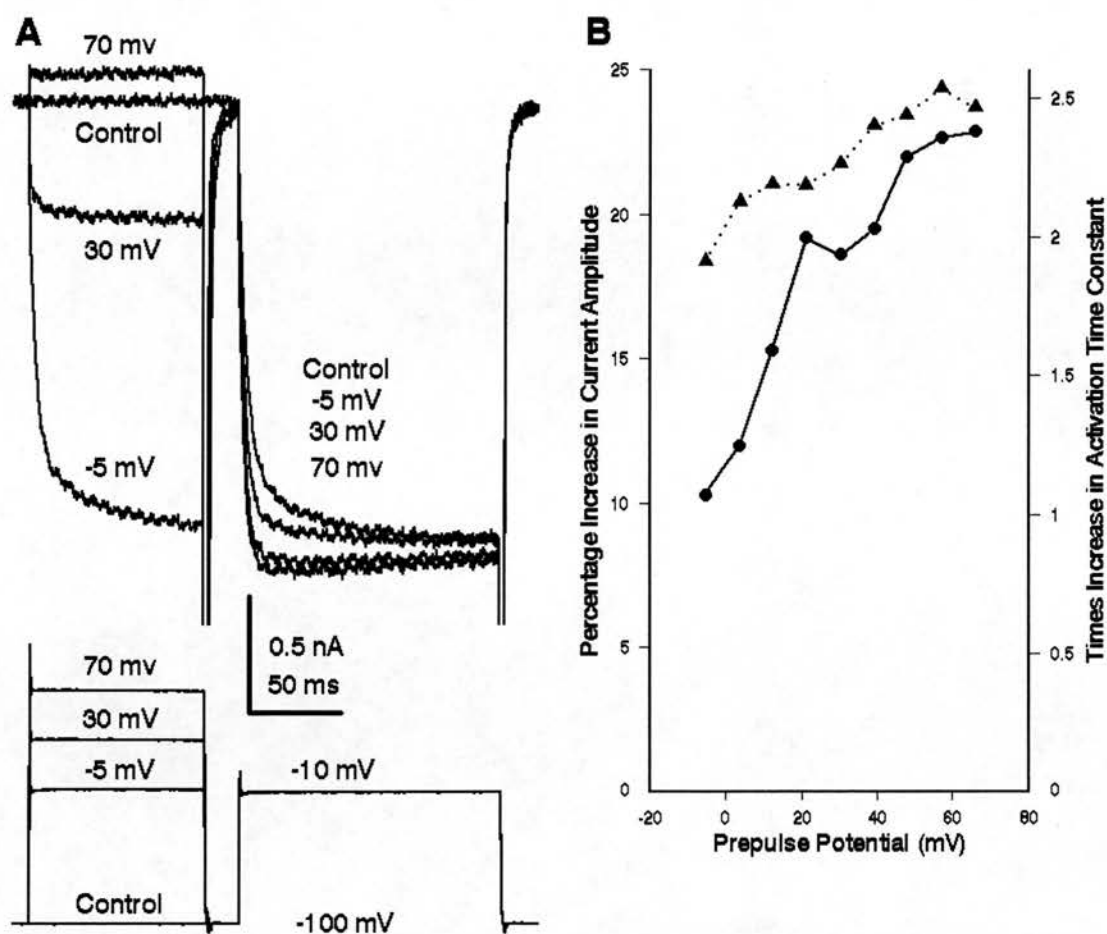 A
70 mv
Control
30 mV
-5 mV
Control
-5 mV
30 mV
70 mv
0.5 nA
50 ms
70 mv
30 mV
-5 mV
-10 mV
Control
-100 mV
B
Percentage Increase in Current Amplitude
25
20
15
10
5
0
-20
0
20
40
60
80
Prepulse Potential (mV)
2.5
2
1.5
1
0.5
0
Times Increase in Activation Time Constant